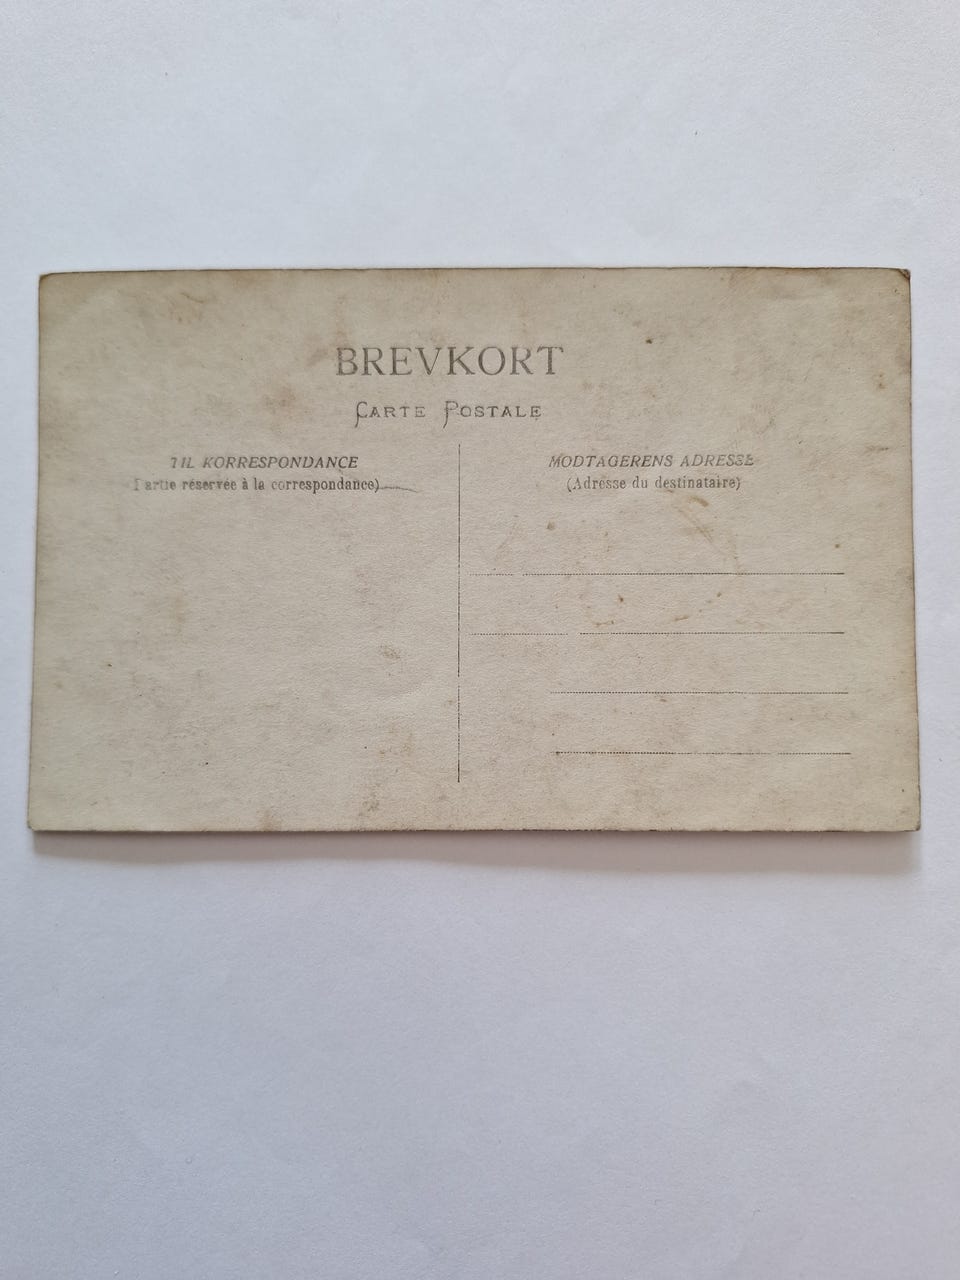 BREVKORT
CARTE POSTALE
TIL KORRESPONDANCE
(Partie réservée à la correspondance)
MODTAGERENS ADRESSE
(Adresse du destinataire)